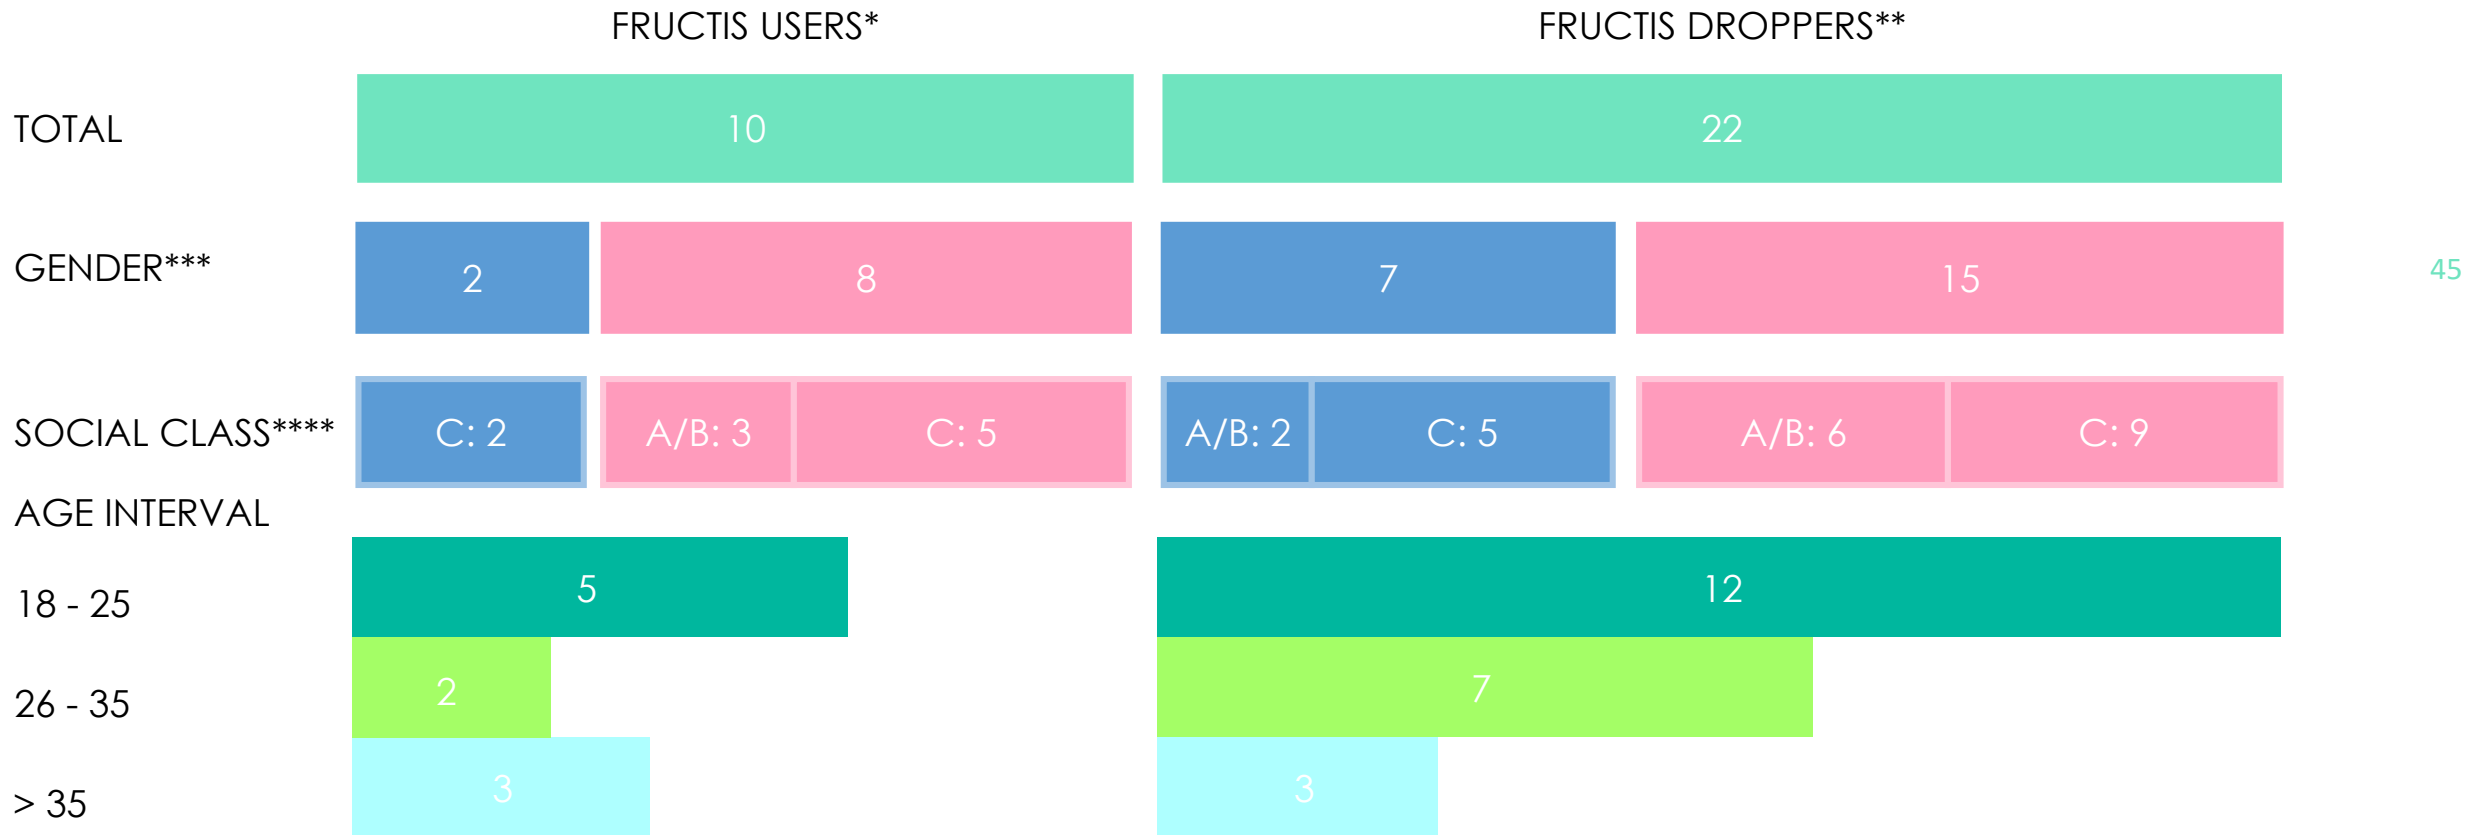 FRUCTIS USERS* FRUCTIS DROPPERS**
TOTAL 10 22
GENDER*** 2 8 7 15 45
SOCIAL CLASS**** C: 2 A/B: 3 C: 5 A/B: 2 C: 5 A/B: 6 C: 9
AGE INTERVAL
18 - 25 5 12
26 - 35 2 7
> 35 3 3